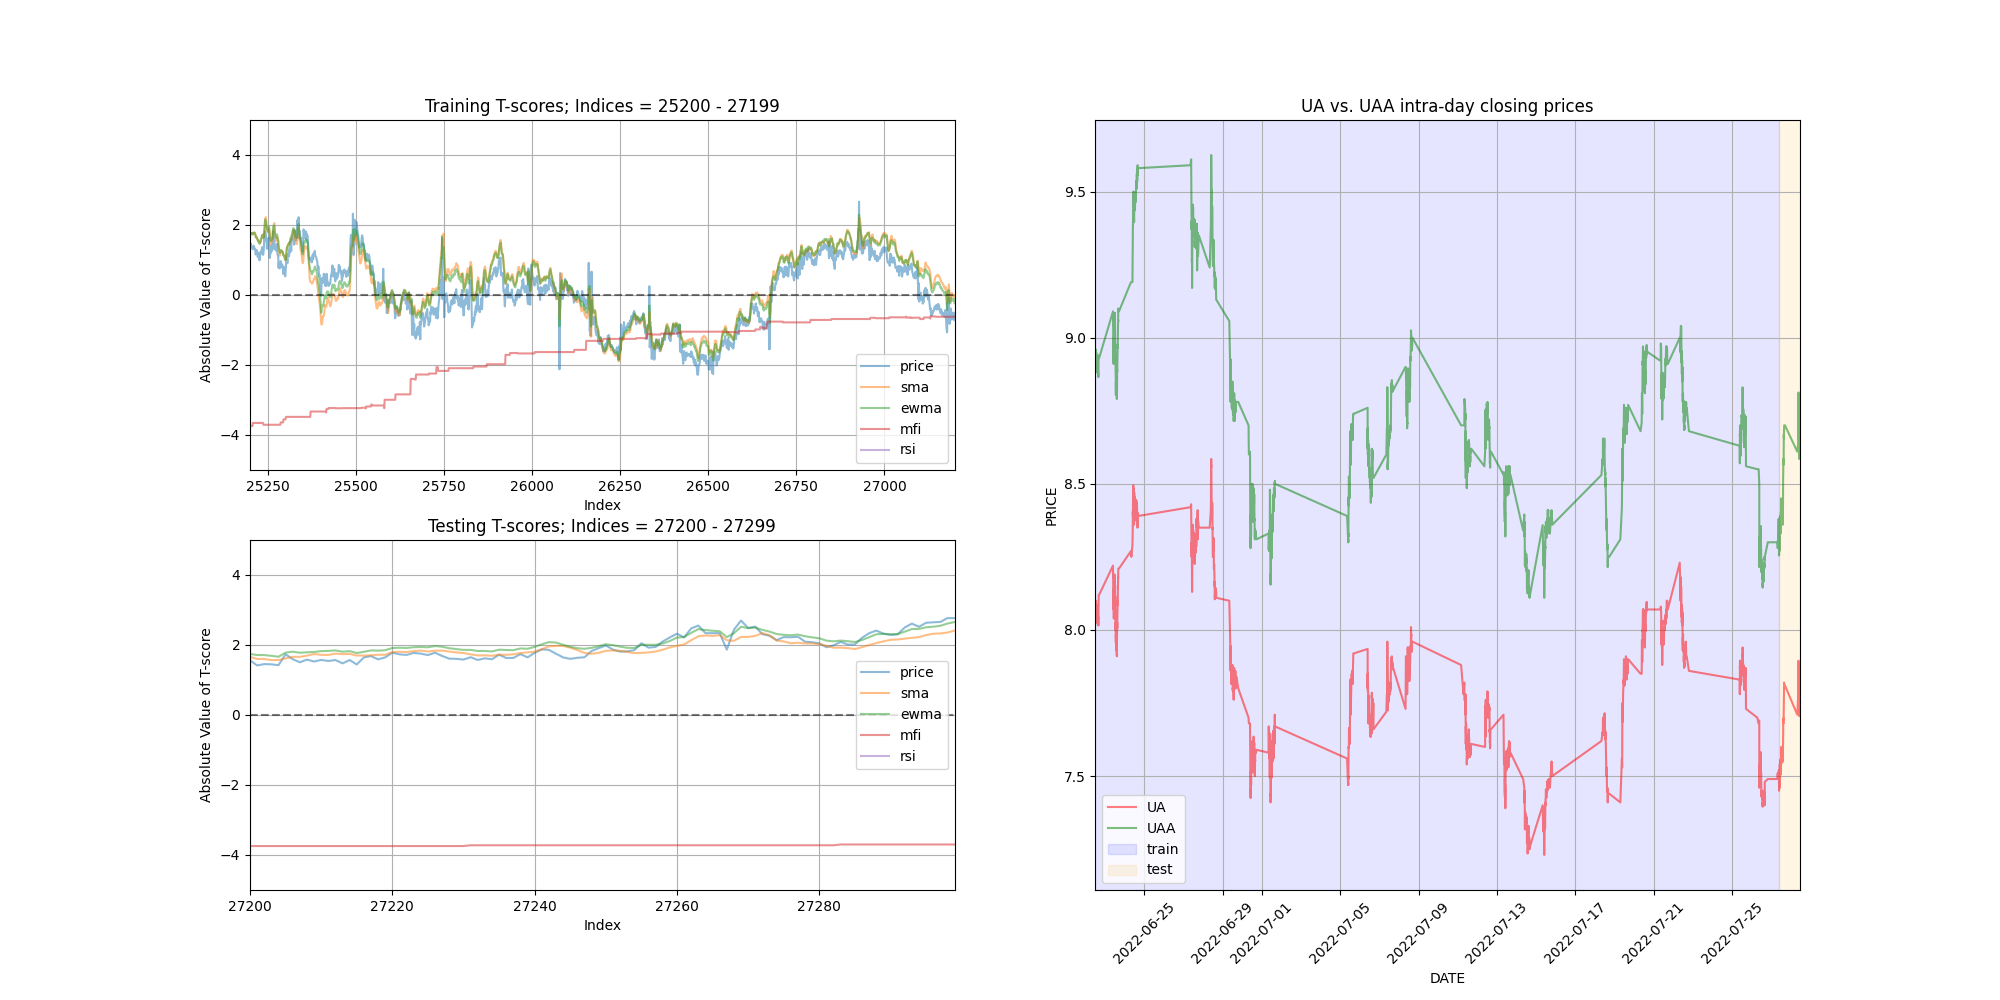 Training T-scores; Indices = 25200 - 27199
Absolute Value of T-score
4
2
0
−2
−4
25250 25500 25750 26000 26250 26500 26750 27000
Index
price
sma
ewma
mfi
rsi
Testing T-scores; Indices = 27200 - 27299
Absolute Value of T-score
4
2
0
−2
−4
27200 27220 27240 27260 27280
Index
price
sma
ewma
mfi
rsi
UA vs. UAA intra-day closing prices
PRICE
9.5
9.0
8.5
8.0
7.5
UA
UAA
train
test
2022-06-25 2022-06-29 2022-07-01 2022-07-05 2022-07-09 2022-07-13 2022-07-17 2022-07-21 2022-07-25
DATE